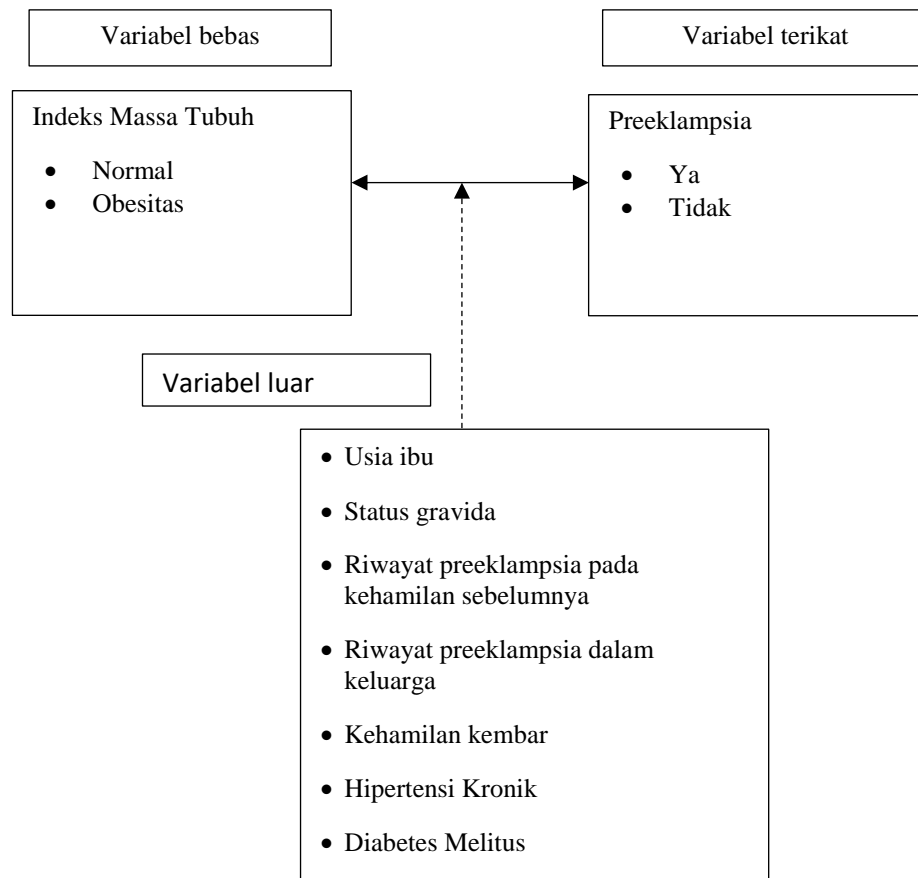 Variabel bebas
Variabel terikat
Indeks Massa Tubuh
• Normal
• Obesitas
Preeklampsia
• Ya
• Tidak
Variabel luar
• Usia ibu
• Status gravida
• Riwayat preeklampsia pada
kehamilan sebelumnya
• Riwayat preeklampsia dalam
keluarga
• Kehamilan kembar
• Hipertensi Kronik
• Diabetes Melitus